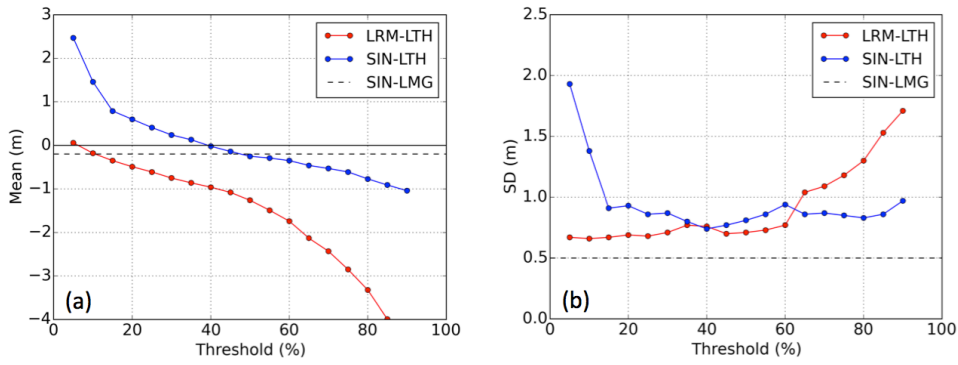 3
2
1
0
−1
−2
−3
−4
Mean (m)
LRM-LTH
SIN-LTH
SIN-LMG
(a)
0 20 40 60 80 100
Threshold (%)
2.5
2.0
1.5
1.0
0.5
0.0
SD (m)
LRM-LTH
SIN-LTH
SIN-LMG
(b)
0 20 40 60 80 100
Threshold (%)